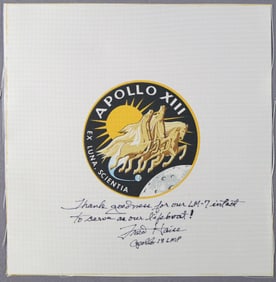 APOLLO XIII
EX LUNA, SCIENTIA
Thank goodness for our LM-7 intact
to serve as our lifeboat!
Fred Haise
Apollo 13 LMP